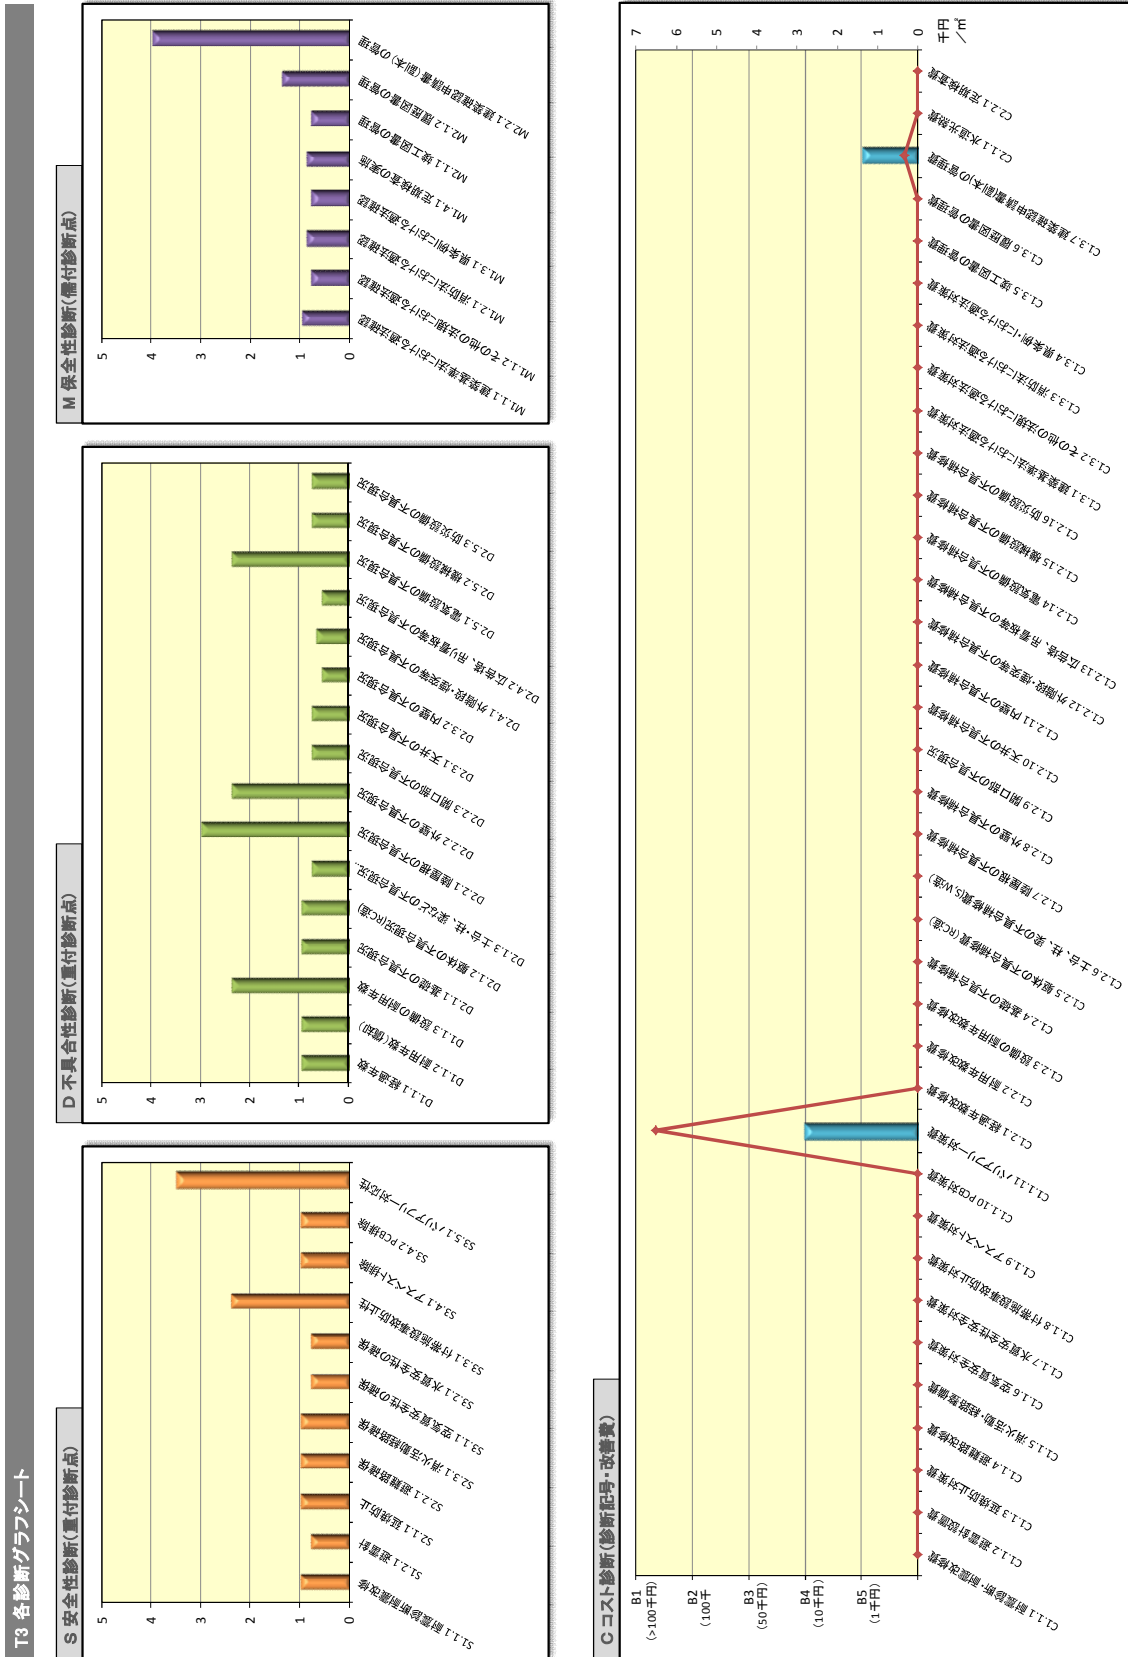 T3 各診断グラフシート
S 安全性診断(重付診断点)
5
4
3
2
1
0
S1.1.1 耐震診断耐震改修
S1.2.1 避雷針
S2.1.1 延焼防止
S2.2.1 避難路確保
S2.3.1 消火活動経路確保
S3.1.1 空気質安全性の確保
S3.2.1 水質安全性の確保
S3.3.1 付帯施設事故防止性
S3.4.1 アスベスト排除
S3.4.2 PCB排除
S3.5.1 バリアフリー対応性
D 不具合性診断(重付診断点)
5
4
3
2
1
0
D1.1.1 経過年数
D1.1.2 耐用年数(償却)
D1.1.3 設備の耐用年数
D2.1.1 基礎の不具合現況
D2.1.2 躯体の不具合現況(RC造)
D2.1.3 土台・柱、梁などの不具合現況…
D2.2.1 陸屋根の不具合現況
D2.2.2 外壁の不具合現況
D2.2.3 開口部の不具合現況
D2.3.1 天井の不具合現況
D2.3.2 内壁の不具合現況
D2.4.1 外階段・煙突等の不具合現況
D2.4.2 広告塔、吊り看板等の不具合現況
D2.5.1 電気設備の不具合現況
D2.5.2 機械設備の不具合現況
D2.5.3 防災設備の不具合現況
M 保全性診断(備付診断点)
5
4
3
2
1
0
M1.1.1 建築基準法における適法確認
M1.1.2 その他の法規における適法確認
M1.2.1 消防法における適法確認
M1.3.1 県条例における適法確認
M1.4.1 定期検査の実施
M2.1.1 竣工図書の管理
M2.1.2 履歴図書の管理
M2.2.1 建築確認申請書(副本)の管理
C コスト診断(診断記号・改善費)
B1
(>100千円)
B2
(100千
B3
(50千円)
B4
(10千円)
B5
(1千円)
7
6
5
4
3
2
1
0
千円
/㎡
C1.1.1 耐震診断・耐震改修費
C1.1.2 避雷針設置費
C1.1.3 延焼防止対策費
C1.1.4 避難路改修費
C1.1.5 消火活動・経路整備費
C1.1.6 空気質安全対策費
C1.1.7 水質安全性安全対策費
C1.1.8 付帯施設事故防止対策費
C1.1.9 アスベスト対策費
C1.1.10 PCB対策費
C1.1.11 バリアフリー対策費
C1.2.1 経過年数改修費
C1.2.2 耐用年数改修費
C1.2.3 設備の耐用年数改修費
C1.2.4 基礎の不具合補修費
C1.2.5 躯体の不具合補修費(RC造)
C1.2.6 土台、柱、梁の不具合補修費(S,W造)
C1.2.7 陸屋根の不具合補修費
C1.2.8 外壁の不具合補修費
C1.2.9 開口部の不具合現況
C1.2.10 天井の不具合補修費
C1.2.11 内壁の不具合補修費
C1.2.12 外階段・煙突等の不具合補修費
C1.2.13 広告塔、吊看板等の不具合補修費
C1.2.14 電気設備の不具合補修費
C1.2.15 機械設備の不具合補修費
C1.2.16 防災設備の不具合補修費
C1.3.1 建築基準法における適法対策費
C1.3.2 その他の法規における適法対策費
C1.3.3 消防法における適法対策費
C1.3.4 県条例・における適法対策費
C1.3.5 竣工図書の管理費
C1.3.6 履歴図書の管理費
C1.3.7 建築確認申請書(副本)の管理費
C2.1.1 水道光熱費
C2.2.1 定期検査費